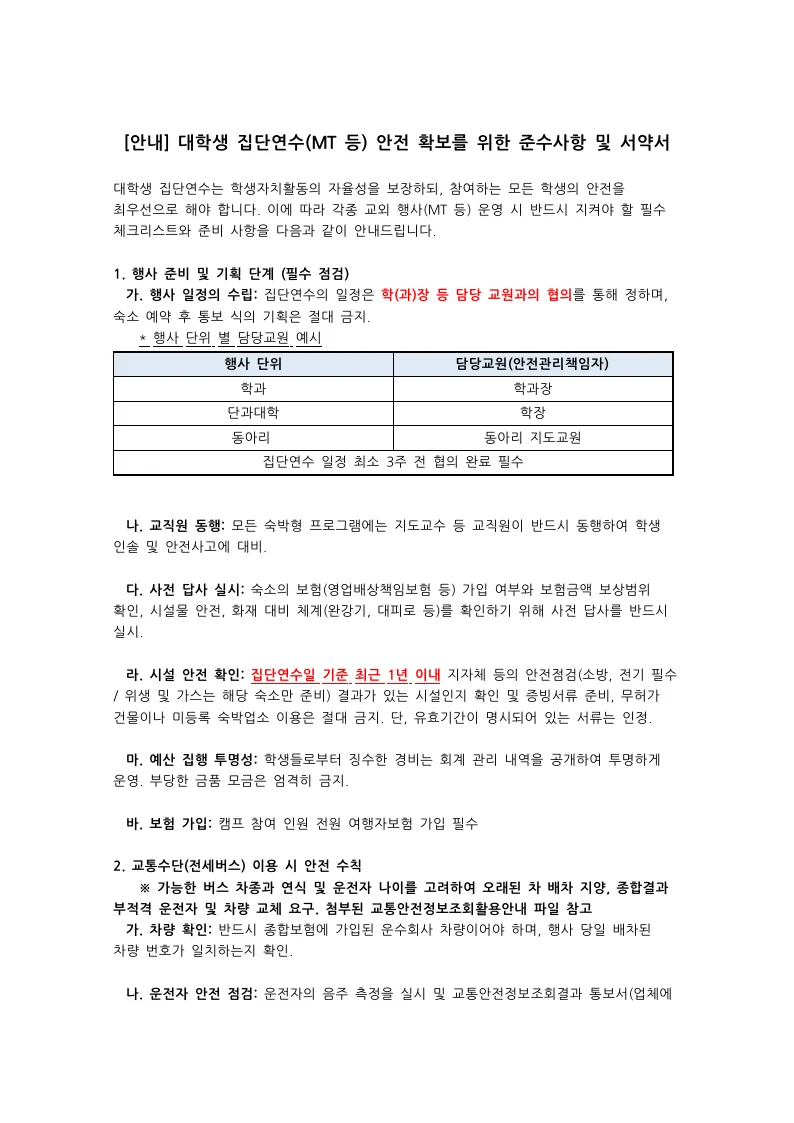 [안내] 대학생 집단연수(MT 등) 안전 확보를 위한 준수사항 및 서약서
대학생 집단연수는 학생자치활동의 자율성을 보장하되, 참여하는 모든 학생의 안전을
최우선으로 해야 합니다. 이에 따라 각종 교외 행사(MT 등) 운영 시 반드시 지켜야 할 필수
체크리스트와 준비 사항을 다음과 같이 안내드립니다.
1. 행사 준비 및 기획 단계 (필수 점검)
가. 행사 일정의 수립: 집단연수의 일정은 학(과)장 등 담당 교원과의 협의를 통해 정하며,
숙소 예약 후 통보 식의 기획은 절대 금지.
* 행사 단위 별 담당교원 예시
행사 단위 담당교원(안전관리책임자)
학과 학과장
단과대학 학장
동아리 동아리 지도교원
집단연수 일정 최소 3주 전 협의 완료 필수
나. 교직원 동행: 모든 숙박형 프로그램에는 지도교수 등 교직원이 반드시 동행하여 학생
인솔 및 안전사고에 대비.
다. 사전 답사 실시: 숙소의 보험(영업배상책임보험 등) 가입 여부와 보험금액 보상범위
확인, 시설물 안전, 화재 대비 체계(완강기, 대피로 등)를 확인하기 위해 사전 답사를 반드시
실시.
라. 시설 안전 확인: 집단연수일 기준 최근 1년 이내 지자체 등의 안전점검(소방, 전기 필수
/ 위생 및 가스는 해당 숙소만 준비) 결과가 있는 시설인지 확인 및 증빙서류 준비, 무허가
건물이나 미등록 숙박업소 이용은 절대 금지. 단, 유효기간이 명시되어 있는 서류는 인정.
마. 예산 집행 투명성: 학생들로부터 징수한 경비는 회계 관리 내역을 공개하여 투명하게
운영. 부당한 금품 모금은 엄격히 금지.
바. 보험 가입: 캠프 참여 인원 전원 여행자보험 가입 필수
2. 교통수단(전세버스) 이용 시 안전 수칙
※ 가능한 버스 차종과 연식 및 운전자 나이를 고려하여 오래된 차 배차 지양, 종합결과
부적격 운전자 및 차량 교체 요구. 첨부된 교통안전정보조회활용안내 파일 참고
가. 차량 확인: 반드시 종합보험에 가입된 운수회사 차량이어야 하며, 행사 당일 배차된
차량 번호가 일치하는지 확인.
나. 운전자 안전 점검: 운전자의 음주 측정을 실시 및 교통안전정보조회결과 통보서(업체에